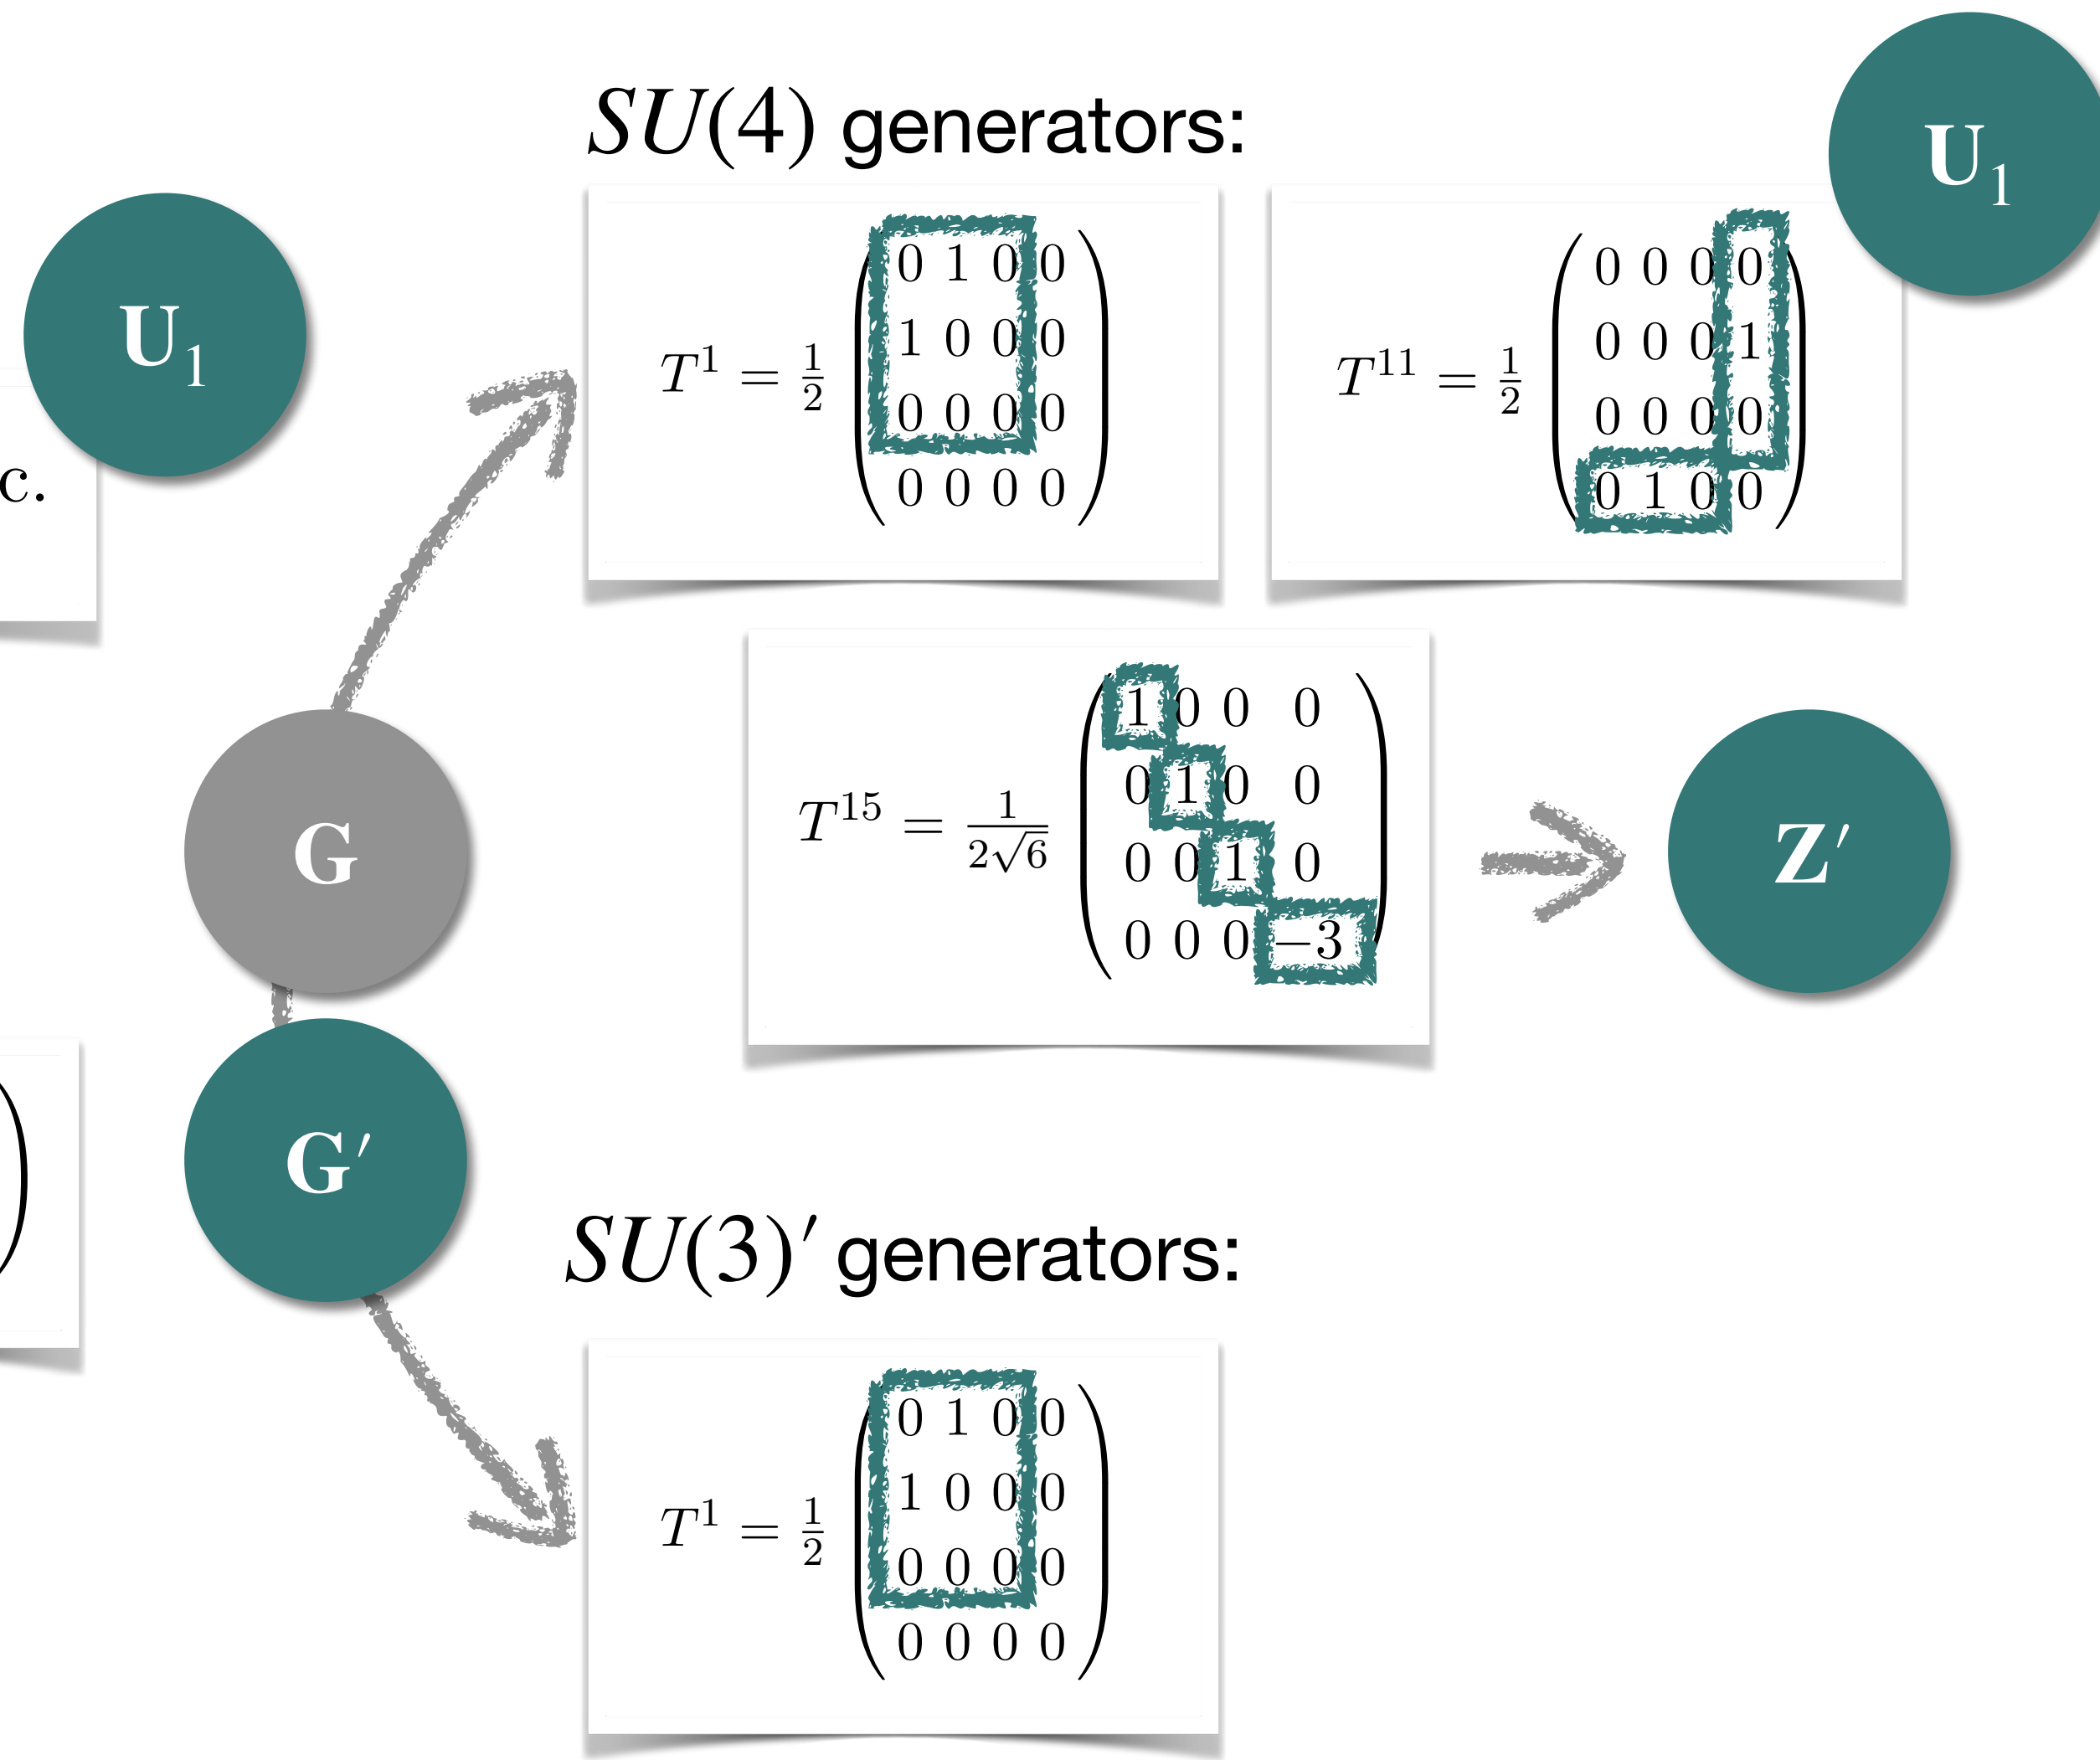 SU(4) generators:
U₁
U₁
c.
T¹ = 1/2 ( 0 1 0 0
1 0 0 0
0 0 0 0
0 0 0 0 )
T¹¹ = 1/2 ( 0 0 0 0
0 0 0 1
0 0 0 0
0 1 0 0 )
T¹⁵ = 1/(2√6) ( 1 0 0 0
0 1 0 0
0 0 1 0
0 0 0 −3 )
G
Z′
G′
SU(3)′ generators:
T¹ = 1/2 ( 0 1 0 0
1 0 0 0
0 0 0 0
0 0 0 0 )